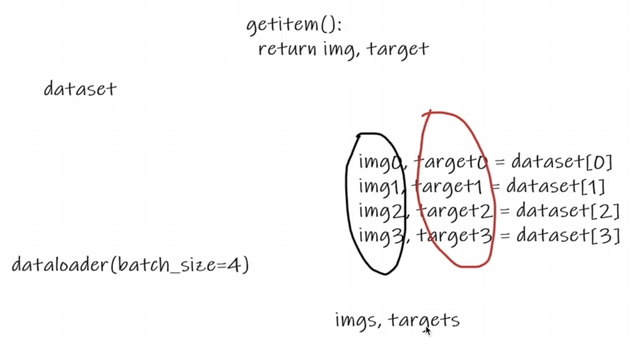 getitem():
return img, target
dataset
img0, target0 = dataset[0]
img1, target1 = dataset[1]
img2, target2 = dataset[2]
img3, target3 = dataset[3]
dataloader(batch_size=4)
imgs, targets